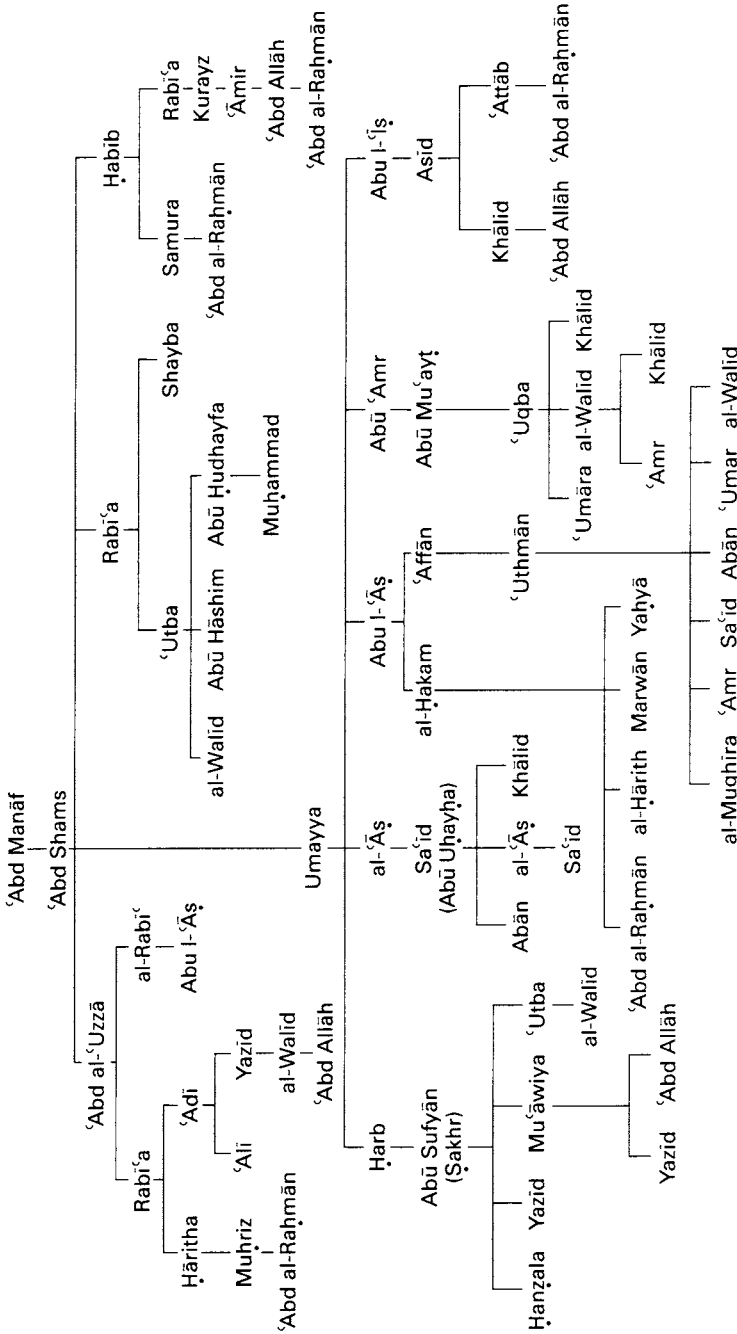 ʿAbd Manāf
ʿAbd Shams
ʿAbd al-ʿUzzā
Rabīʿa
Ḥabīb
Rabīʿa
al-Rabīʿ
ʿUtba
Shayba
Samura
Rabīʿa
Ḥāritha
ʿAdī
Abu l-ʿĀṣ
al-Walīd
Abū Hāshim
Abū Ḥudhayfa
ʿAbd al-Raḥmān
Kurayz
Muḥriz
ʿAlī
Yazīd
Muḥammad
ʿĀmir
ʿAbd al-Raḥmān
al-Walīd
ʿAbd Allāh
ʿAbd Allāh
ʿAbd al-Raḥmān
Umayya
Ḥarb
al-ʿĀṣ
Abu l-ʿĀṣ
Abū ʿAmr
Abu l-ʿĪṣ
Abū Sufyān
(Ṣakhr)
Saʿīd
(Abū Uḥayḥa)
al-Ḥakam
ʿAffān
Abū Muʿayṭ
Asīd
Ḥanẓala
Yazīd
Muʿāwiya
ʿUtba
Abān
al-ʿĀṣ
Khālid
ʿUthmān
ʿUqba
Khālid
ʿAttāb
al-Walīd
Saʿīd
ʿUmāra
al-Walīd
Khālid
ʿAbd Allāh
ʿAbd al-Raḥmān
Yazīd
ʿAbd Allāh
ʿAbd al-Raḥmān
al-Ḥārith
Marwān
Yaḥyā
ʿAmr
Khālid
al-Mughīra
ʿAmr
Saʿīd
Abān
ʿUmar
al-Walīd